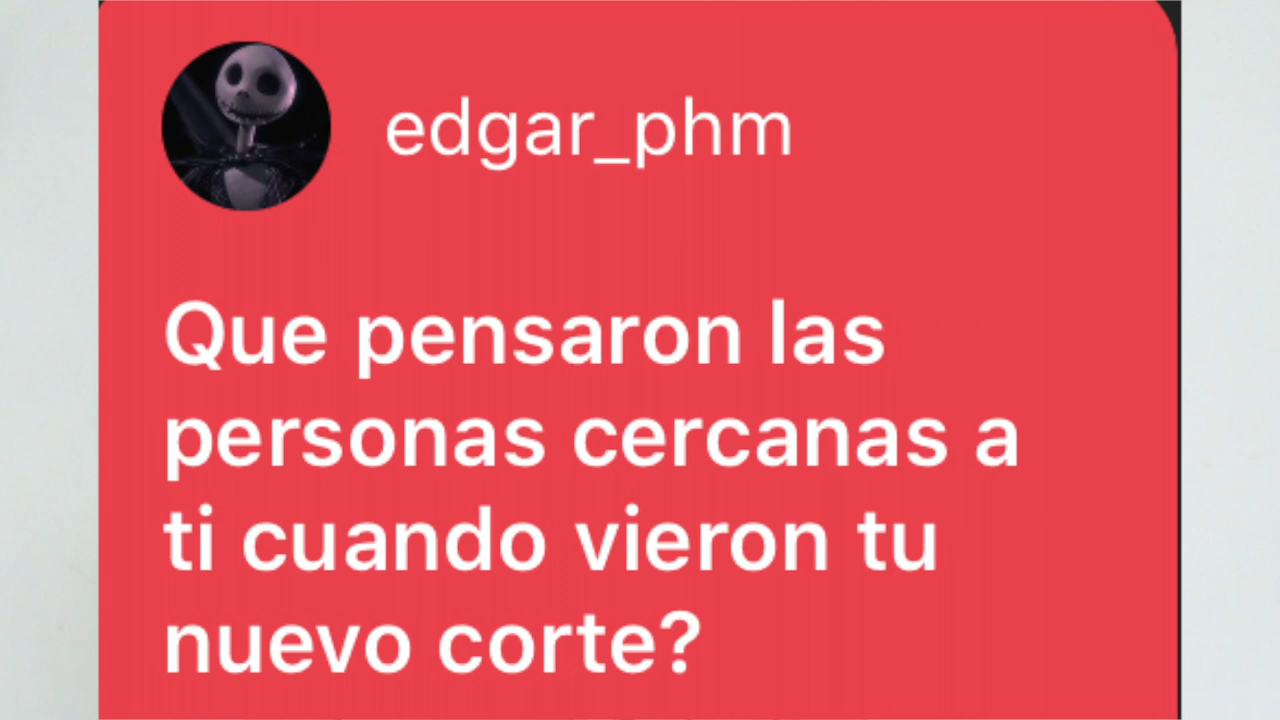 edgar_phm
Que pensaron las
personas cercanas a
ti cuando vieron tu
nuevo corte?